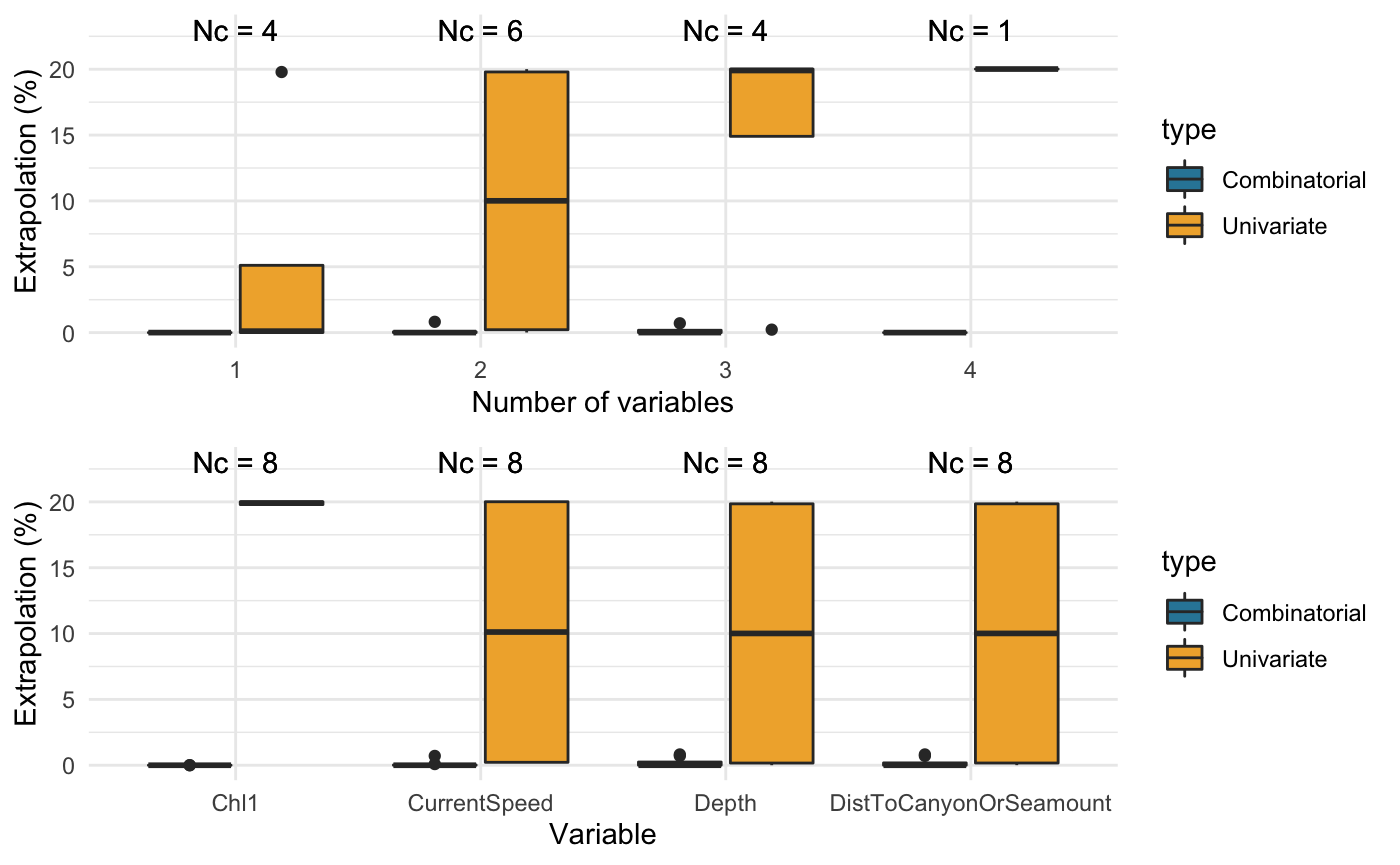 Nc = 4 Nc = 6 Nc = 4 Nc = 1
Extrapolation (%)
20
15
10
5
0
1 2 3 4
Number of variables
type
Combinatorial
Univariate
Nc = 8 Nc = 8 Nc = 8 Nc = 8
Extrapolation (%)
20
15
10
5
0
Chl1 CurrentSpeed Depth DistToCanyonOrSeamount
Variable
type
Combinatorial
Univariate